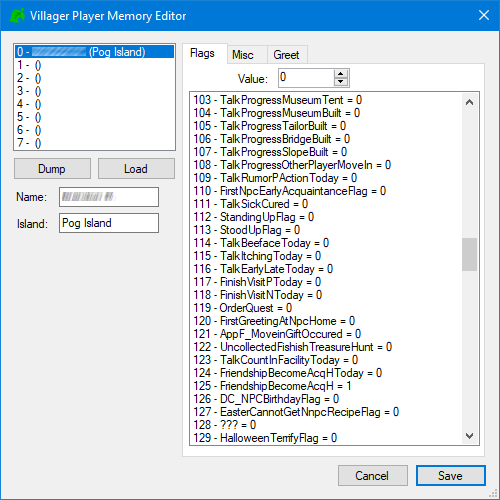 Villager Player Memory Editor
0 - (Pog Island)
1 - ()
2 - ()
3 - ()
4 - ()
5 - ()
6 - ()
7 - ()
Dump Load
Name:
Island: Pog Island
Flags Misc Greet
Value: 0
103 - TalkProgressMuseumTent = 0
104 - TalkProgressMuseumBuilt = 0
105 - TalkProgressTailorBuilt = 0
106 - TalkProgressBridgeBuilt = 0
107 - TalkProgressSlopeBuilt = 0
108 - TalkProgressOtherPlayerMoveIn = 0
109 - TalkRumorPActionToday = 0
110 - FirstNpcEarlyAcquaintanceFlag = 0
111 - TalkSickCured = 0
112 - StandingUpFlag = 0
113 - StoodUpFlag = 0
114 - TalkBeefaceToday = 0
115 - TalkItchingToday = 0
116 - TalkEarlyLateToday = 0
117 - FinishVisitPToday = 0
118 - FinishVisitNToday = 0
119 - OrderQuest = 0
120 - FirstGreetingAtNpcHome = 0
121 - AppF_MoveinGiftOccured = 0
122 - UncollectedFishishTreasureHunt = 0
123 - TalkCountInFacilityToday = 0
124 - FriendshipBecomeAcqHToday = 0
125 - FriendshipBecomeAcqH = 1
126 - DC_NPCBirthdayFlag = 0
127 - EasterCannotGetNnpcRecipeFlag = 0
128 - ??? = 0
129 - HalloweenTerrifyFlag = 0
Cancel Save